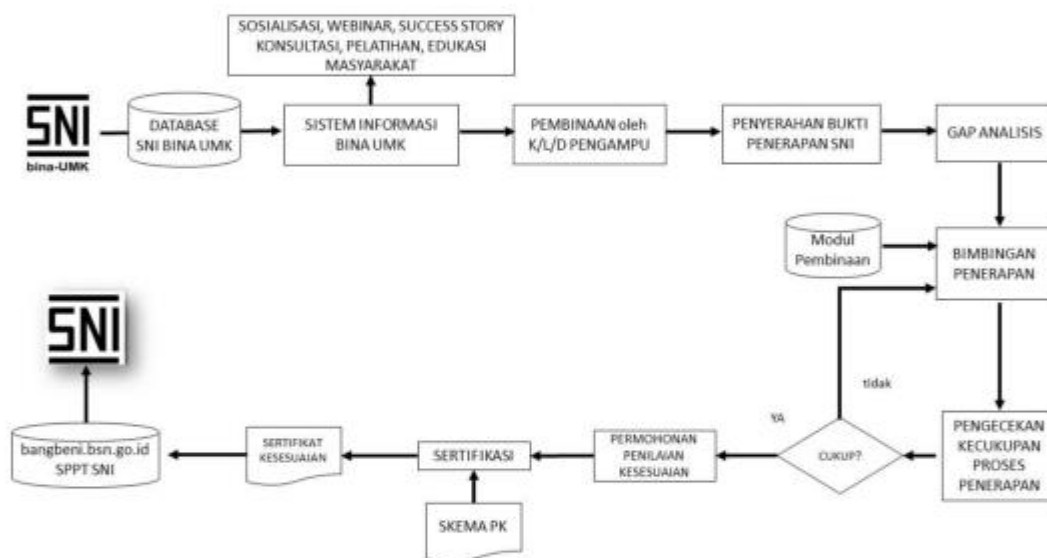 SOSIALISASI, WEBINAR, SUCCESS STORY
KONSULTASI, PELATIHAN, EDUKASI
MASYARAKAT
SNI
bina-UMK
DATABASE
SNI BINA UMK
SISTEM INFORMASI
BINA UMK
PEMBINAAN oleh
K/L/D PENGAMPU
PENYERAHAN BUKTI
PENERAPAN SNI
GAP ANALISIS
Modul
Pembinaan
BIMBINGAN
PENERAPAN
SNI
tidak
YA
bangbeni.bsn.go.id
SPPT SNI
SERTIFIKAT
KESESUAIAN
SERTIFIKASI
PERMOHONAN
PENILAIAN
KESESUAIAN
CUKUP?
PENGECEKAN
KECUKUPAN
PROSES
PENERAPAN
SKEMA PK